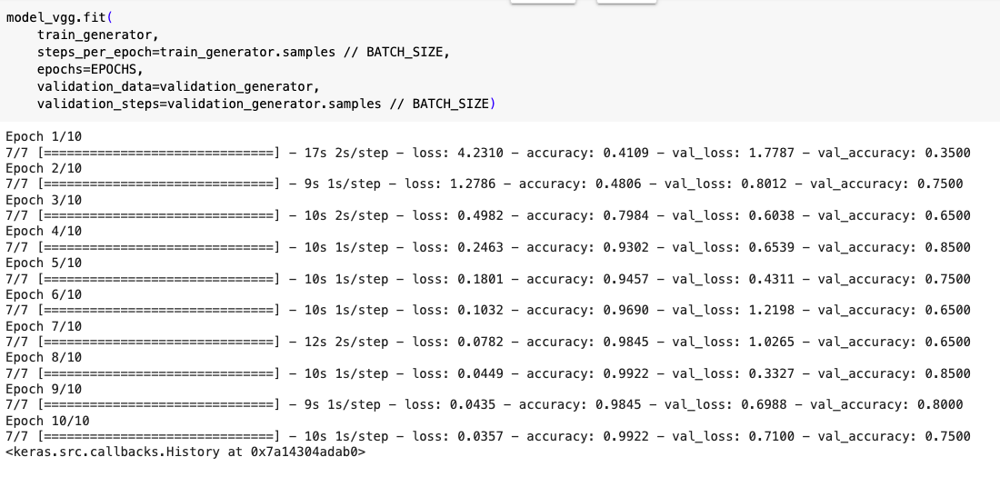 model_vgg.fit(
    train_generator,
    steps_per_epoch=train_generator.samples // BATCH_SIZE,
    epochs=EPOCHS,
    validation_data=validation_generator,
    validation_steps=validation_generator.samples // BATCH_SIZE)
Epoch 1/10
7/7 [==============================] - 17s 2s/step - loss: 4.2310 - accuracy: 0.4109 - val_loss: 1.7787 - val_accuracy: 0.3500
Epoch 2/10
7/7 [==============================] - 9s 1s/step - loss: 1.2786 - accuracy: 0.4806 - val_loss: 0.8012 - val_accuracy: 0.7500
Epoch 3/10
7/7 [==============================] - 10s 2s/step - loss: 0.4982 - accuracy: 0.7984 - val_loss: 0.6038 - val_accuracy: 0.6500
Epoch 4/10
7/7 [==============================] - 10s 1s/step - loss: 0.2463 - accuracy: 0.9302 - val_loss: 0.6539 - val_accuracy: 0.8500
Epoch 5/10
7/7 [==============================] - 10s 1s/step - loss: 0.1801 - accuracy: 0.9457 - val_loss: 0.4311 - val_accuracy: 0.7500
Epoch 6/10
7/7 [==============================] - 10s 1s/step - loss: 0.1032 - accuracy: 0.9690 - val_loss: 1.2198 - val_accuracy: 0.6500
Epoch 7/10
7/7 [==============================] - 12s 2s/step - loss: 0.0782 - accuracy: 0.9845 - val_loss: 1.0265 - val_accuracy: 0.6500
Epoch 8/10
7/7 [==============================] - 10s 1s/step - loss: 0.0449 - accuracy: 0.9922 - val_loss: 0.3327 - val_accuracy: 0.8500
Epoch 9/10
7/7 [==============================] - 9s 1s/step - loss: 0.0435 - accuracy: 0.9845 - val_loss: 0.6988 - val_accuracy: 0.8000
Epoch 10/10
7/7 [==============================] - 10s 1s/step - loss: 0.0357 - accuracy: 0.9922 - val_loss: 0.7100 - val_accuracy: 0.7500
<keras.src.callbacks.History at 0x7a14304adab0>